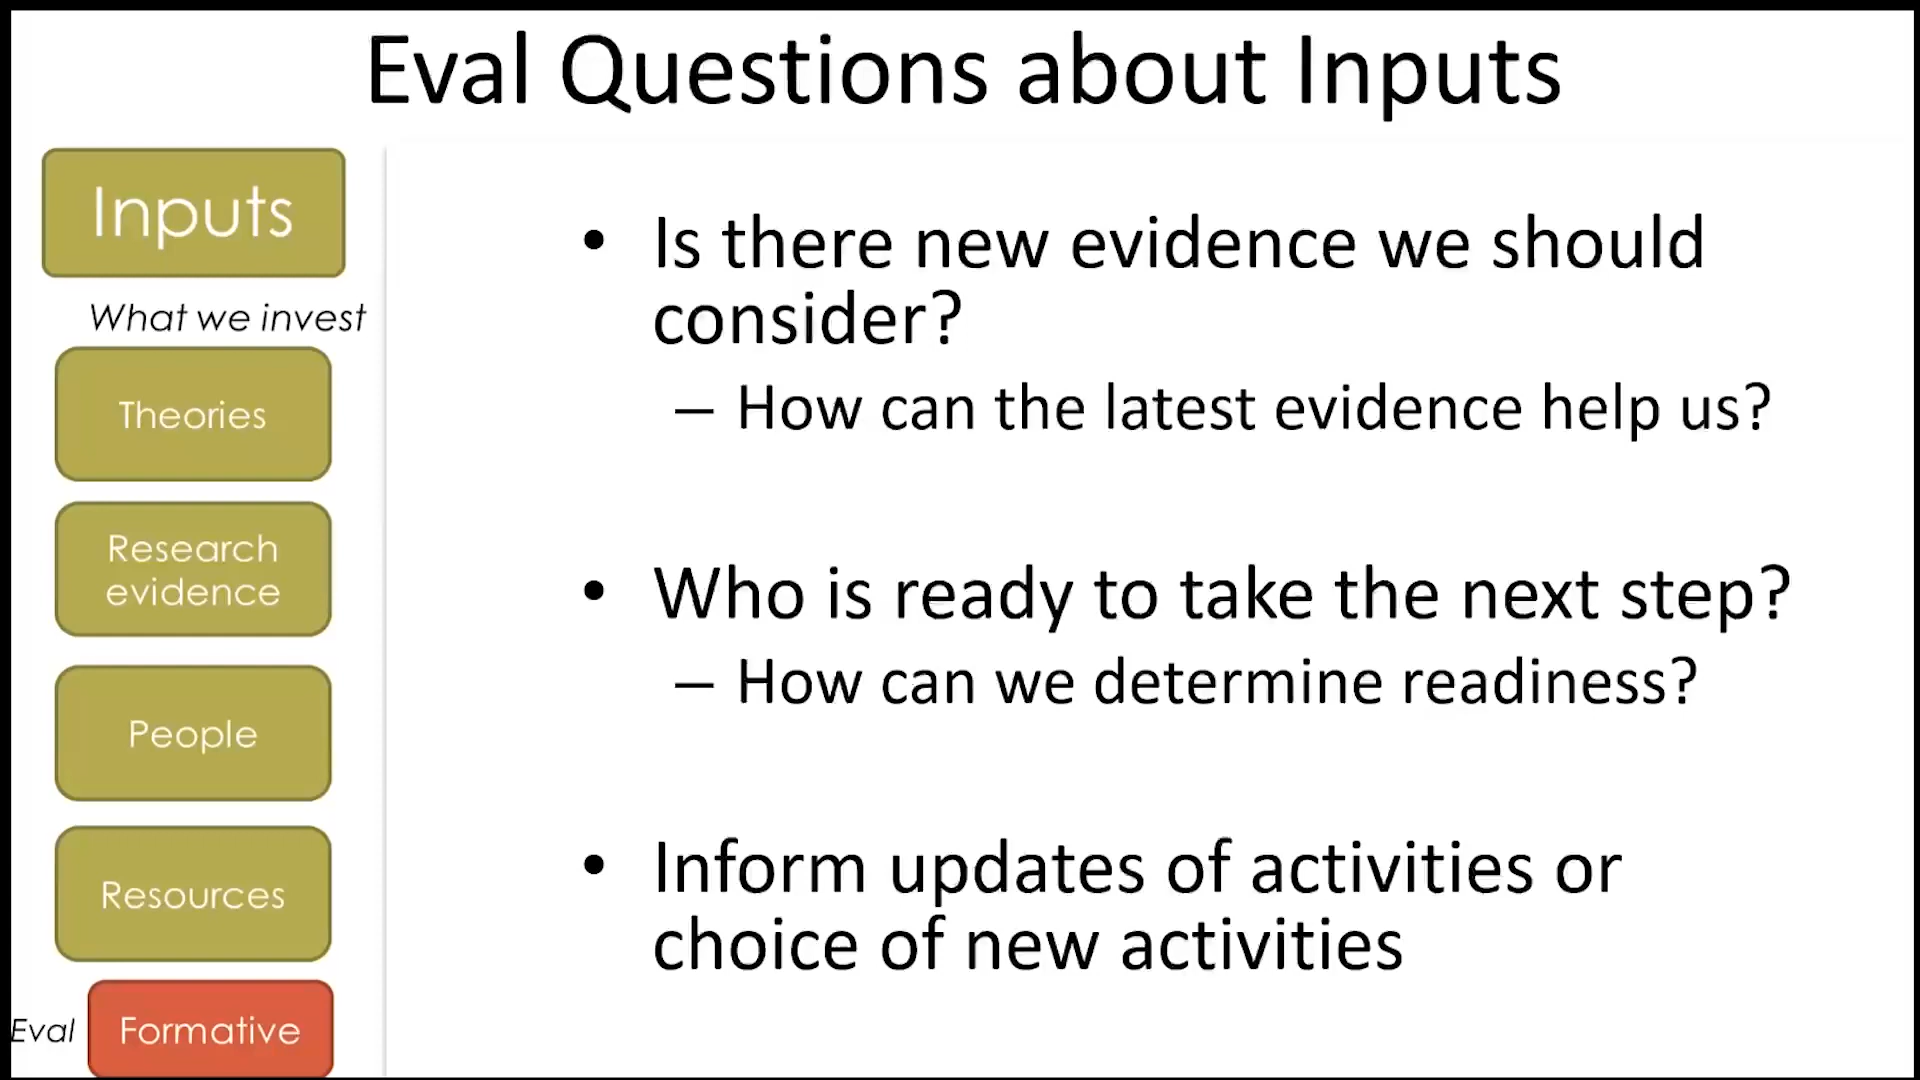 Eval Questions about Inputs
Inputs
What we invest
Theories
Research
evidence
People
Resources
Eval
Formative
• Is there new evidence we should
consider?
– How can the latest evidence help us?
• Who is ready to take the next step?
– How can we determine readiness?
• Inform updates of activities or
choice of new activities